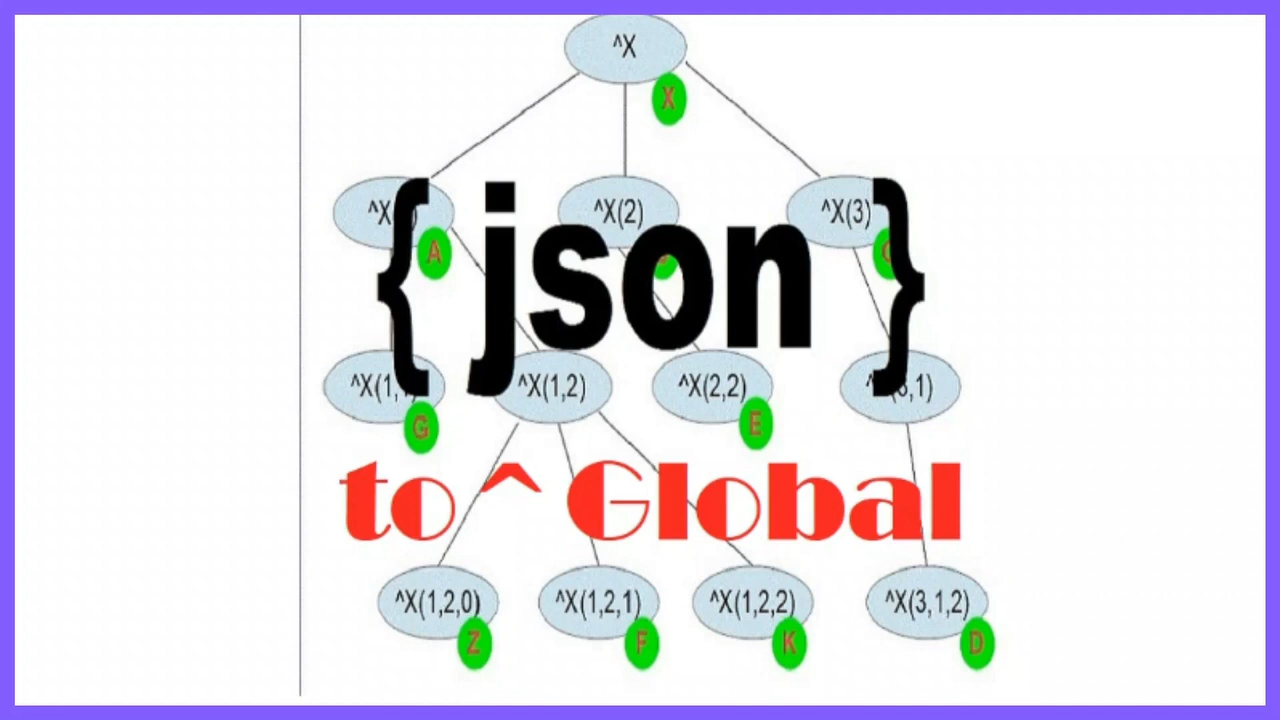 ^X
X
^X(2)
^X(3)
A
{ json }
^X(1,2)
^X(2,2)
G
E
to ^ Global
^X(1,2,0)
^X(1,2,1)
^X(1,2,2)
^X(3,1,2)
Z
F
K
D